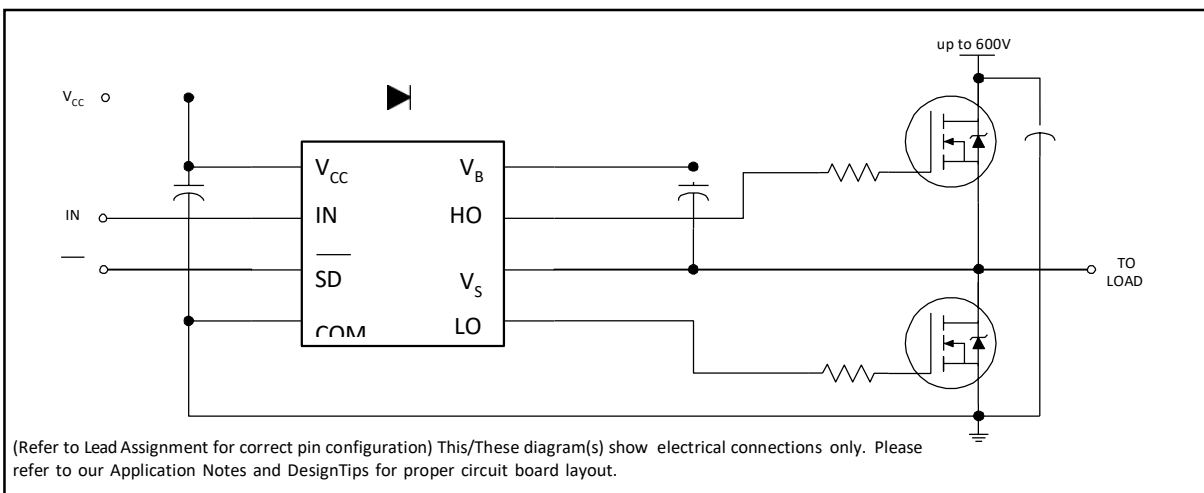 up to 600V
VCC
VCC
VB
IN
IN
HO
SD
VS
TO
LOAD
COM
LO
(Refer to Lead Assignment for correct pin configuration) This/These diagram(s) show electrical connections only. Please
refer to our Application Notes and DesignTips for proper circuit board layout.